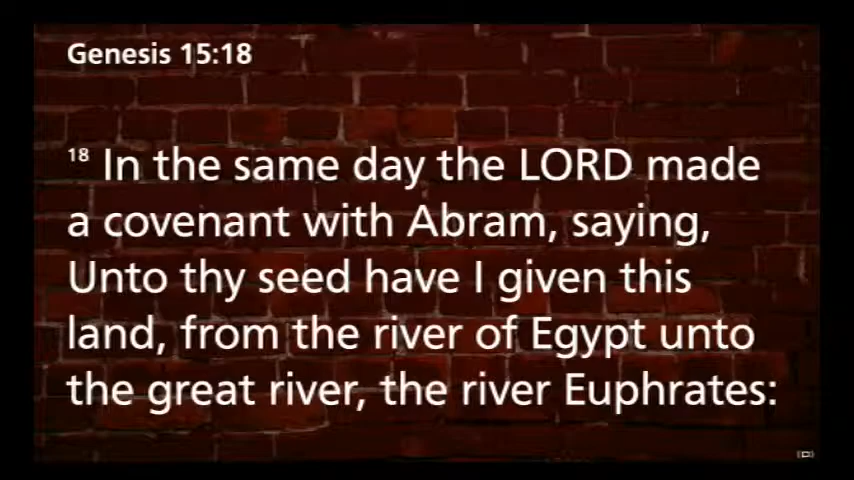 Genesis 15:18
18 In the same day the LORD made
a covenant with Abram, saying,
Unto thy seed have I given this
land, from the river of Egypt unto
the great river, the river Euphrates: